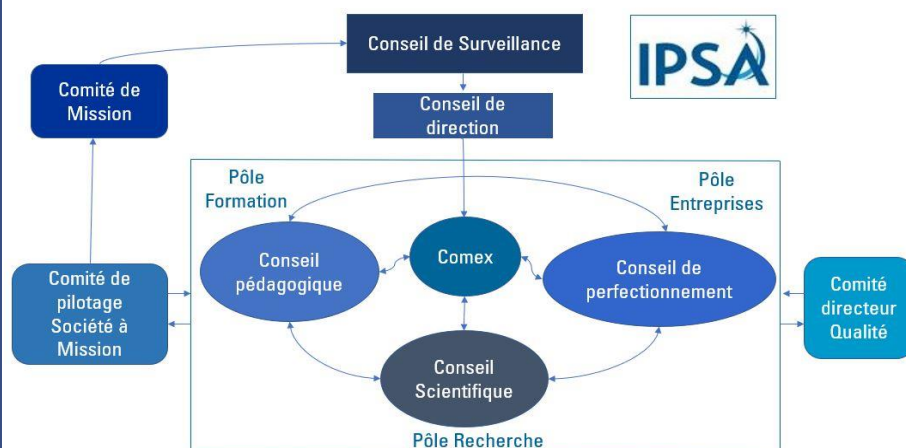 Conseil de Surveillance
IPSA
Comité de
Mission
Conseil de
direction
Pôle
Formation
Pôle
Entreprises
Conseil
pédagogique
Comex
Conseil de
perfectionnement
Comité de
pilotage
Société à
Mission
Comité
directeur
Qualité
Conseil
Scientifique
Pôle Recherche